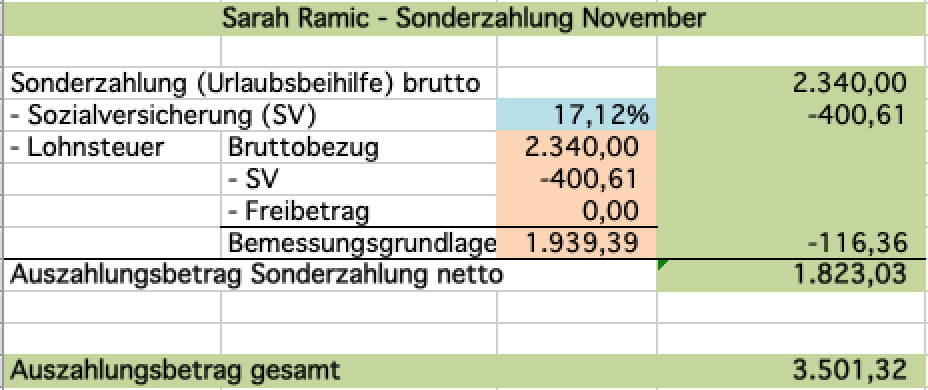 Sarah Ramic - Sonderzahlung November
Sonderzahlung (Urlaubsbeihilfe) brutto 2.340,00
- Sozialversicherung (SV) 17,12% -400,61
- Lohnsteuer Bruttobezug 2.340,00
- SV -400,61
- Freibetrag 0,00
Bemessungsgrundlage 1.939,39 -116,36
Auszahlungsbetrag Sonderzahlung netto 1.823,03
Auszahlungsbetrag gesamt 3.501,32